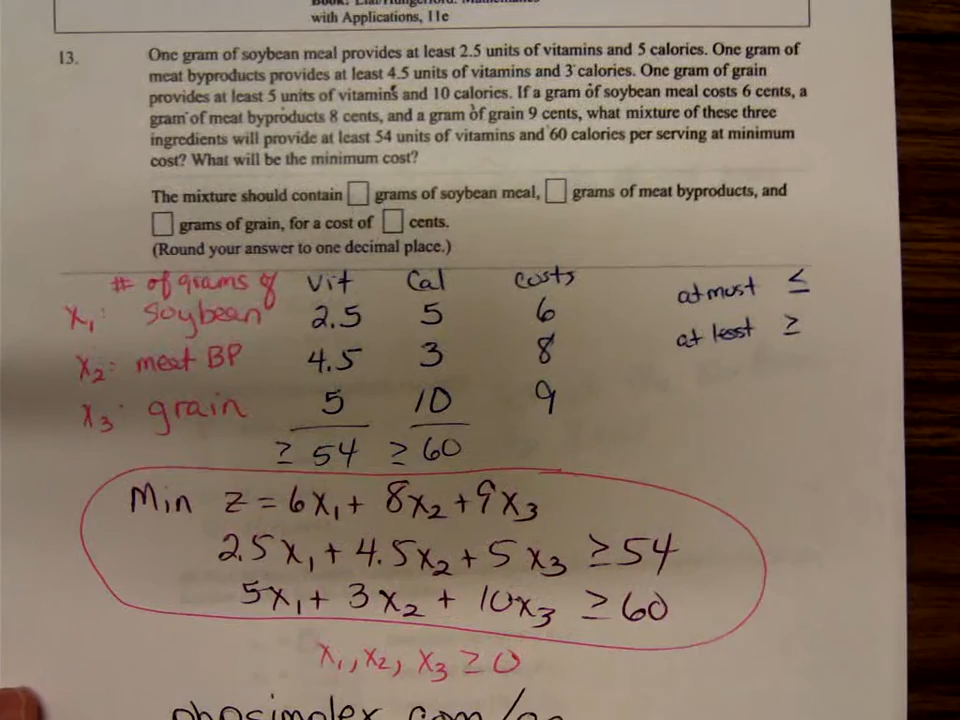 with Applications, 11e
13. One gram of soybean meal provides at least 2.5 units of vitamins and 5 calories. One gram of
meat byproducts provides at least 4.5 units of vitamins and 3 calories. One gram of grain
provides at least 5 units of vitamins and 10 calories. If a gram of soybean meal costs 6 cents, a
gram of meat byproducts 8 cents, and a gram of grain 9 cents, what mixture of these three
ingredients will provide at least 54 units of vitamins and 60 calories per serving at minimum
cost? What will be the minimum cost?
The mixture should contain □ grams of soybean meal, □ grams of meat byproducts, and
□ grams of grain, for a cost of □ cents.
(Round your answer to one decimal place.)
# of grams of Vit Cal Costs
x₁: Soybean 2.5 5 6
x₂: meat BP 4.5 3 8
x₃: grain 5 10 9
≥ 54 ≥ 60
at most ≤
at least ≥
Min z = 6x₁ + 8x₂ + 9x₃
2.5x₁ + 4.5x₂ + 5x₃ ≥ 54
5x₁ + 3x₂ + 10x₃ ≥ 60
x₁, x₂, x₃ ≥ 0